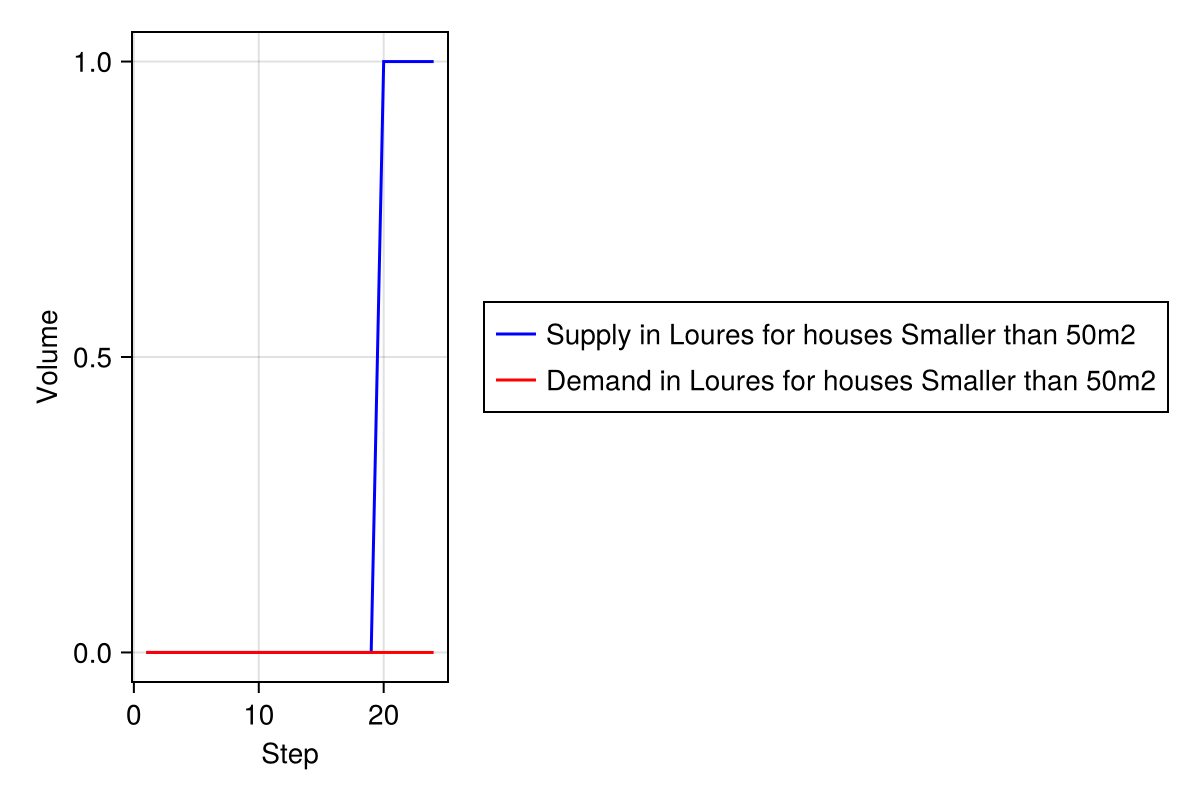 1.0
0.5
0.0
Volume
0
10
20
Step
Supply in Loures for houses Smaller than 50m2
Demand in Loures for houses Smaller than 50m2